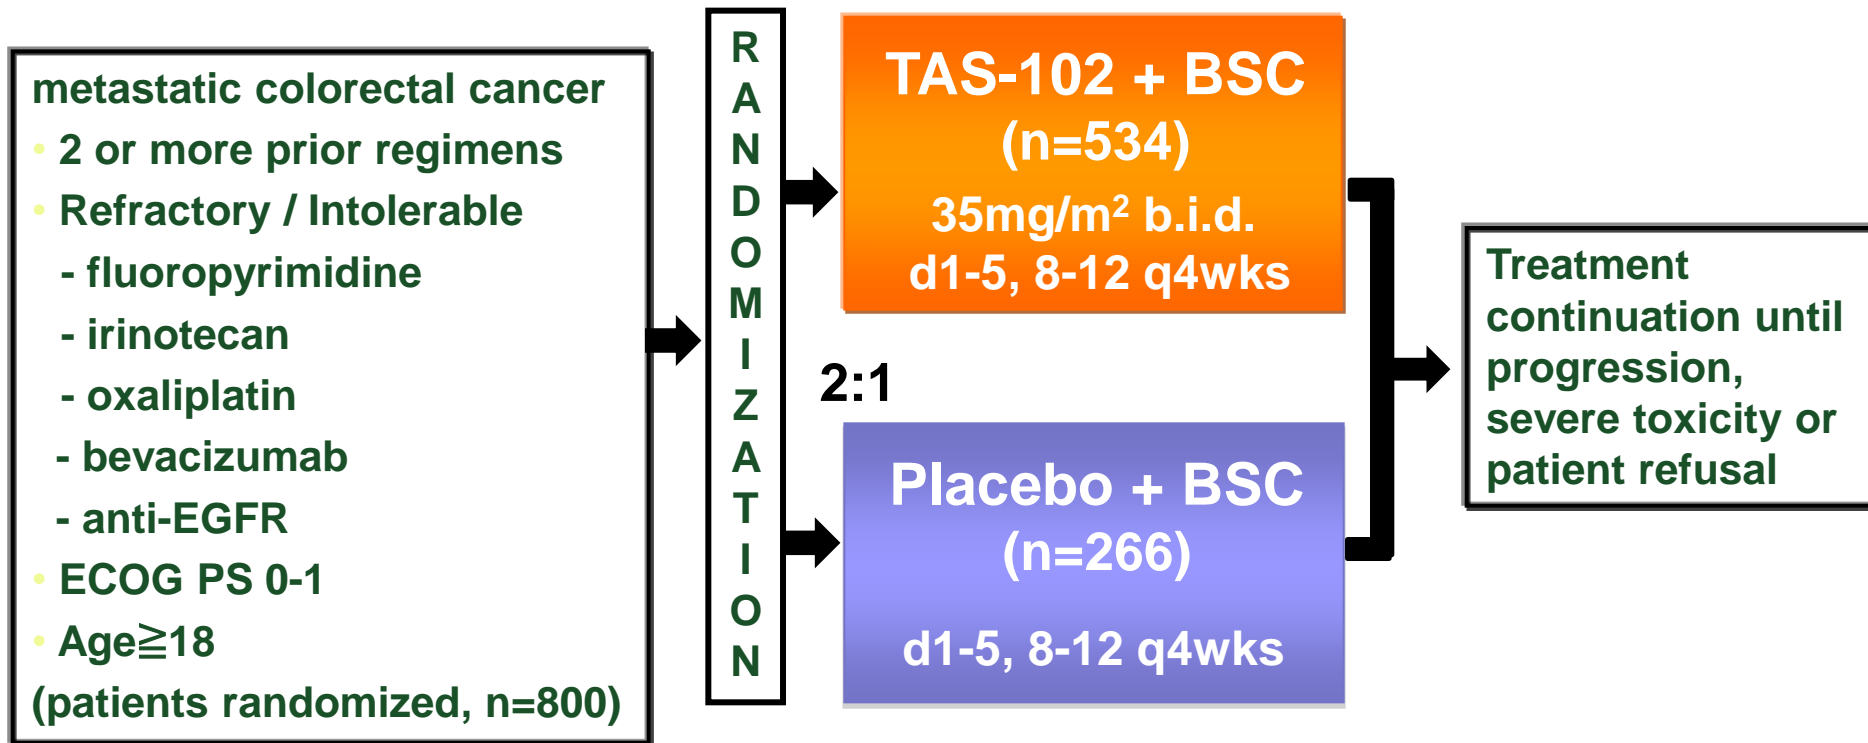 metastatic colorectal cancer
• 2 or more prior regimens
• Refractory / Intolerable
- fluoropyrimidine
- irinotecan
- oxaliplatin
- bevacizumab
- anti-EGFR
• ECOG PS 0-1
• Age≧18
(patients randomized, n=800)
RANDOMIZATION
2:1
TAS-102 + BSC
(n=534)
35mg/m² b.i.d.
d1-5, 8-12 q4wks
Placebo + BSC
(n=266)
d1-5, 8-12 q4wks
Treatment
continuation until
progression,
severe toxicity or
patient refusal